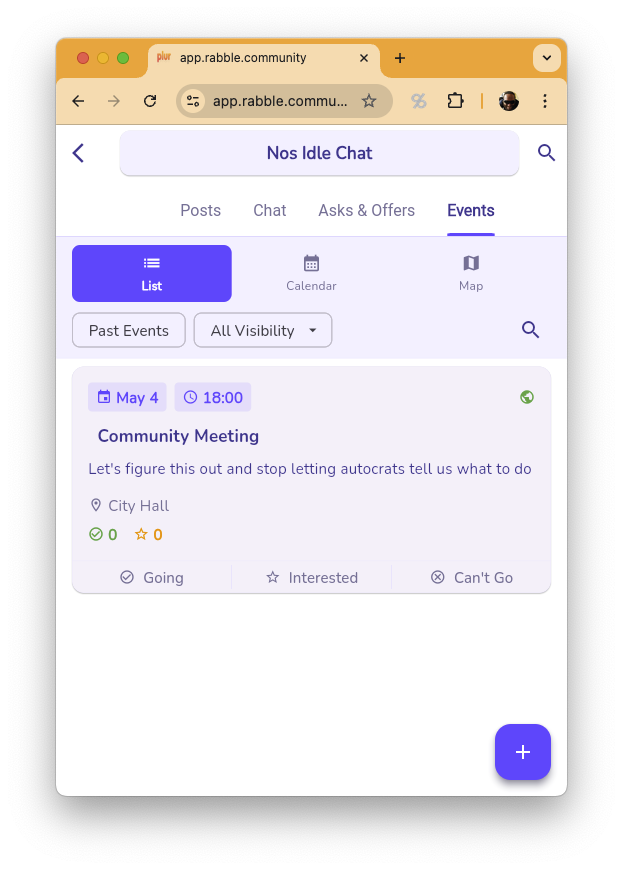 plur app.rabble.community
app.rabble.commu...
Nos Idle Chat
Posts Chat Asks & Offers Events
List Calendar Map
Past Events All Visibility
May 4 18:00
Community Meeting
Let's figure this out and stop letting autocrats tell us what to do
City Hall
0 0
Going Interested Can't Go